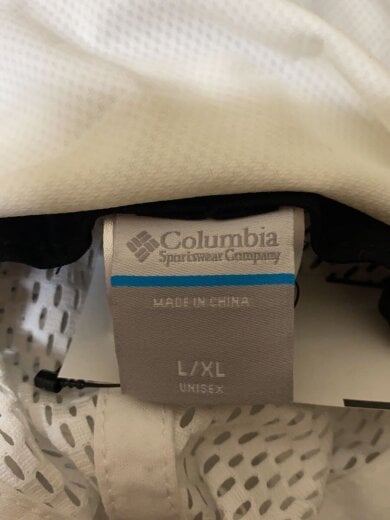 Columbia
Sportswear Company
MADE IN CHINA
L/XL
UNISEX